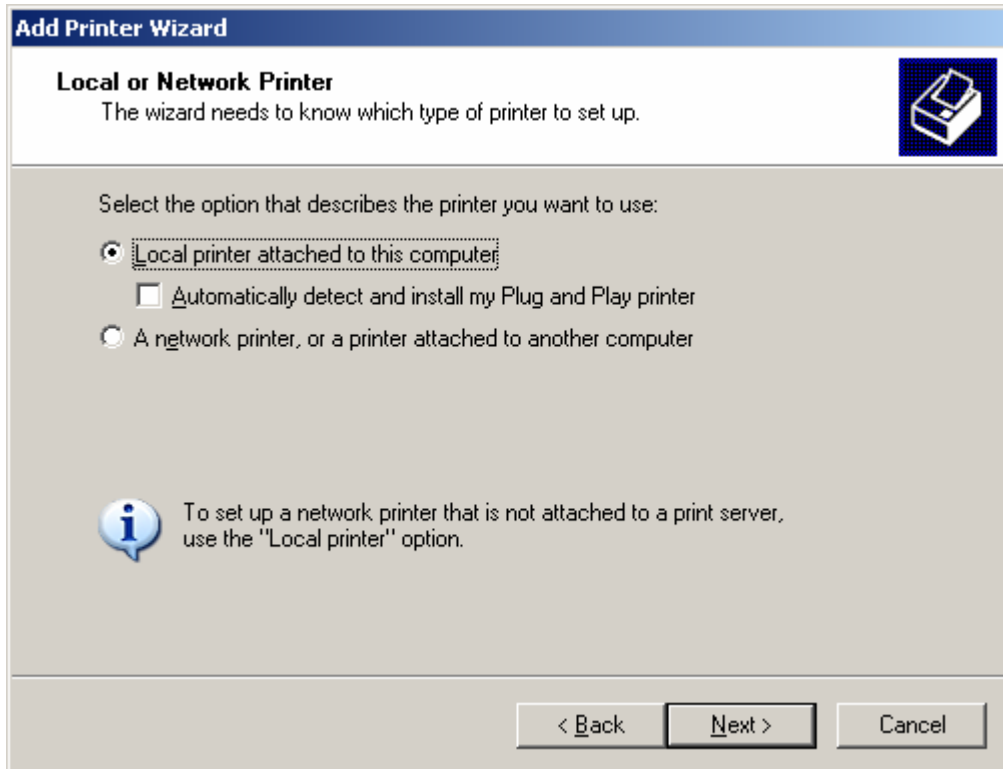 Add Printer Wizard
Local or Network Printer
The wizard needs to know which type of printer to set up.
Select the option that describes the printer you want to use:
Local printer attached to this computer
Automatically detect and install my Plug and Play printer
A network printer, or a printer attached to another computer
To set up a network printer that is not attached to a print server,
use the "Local printer" option.
< Back Next > Cancel